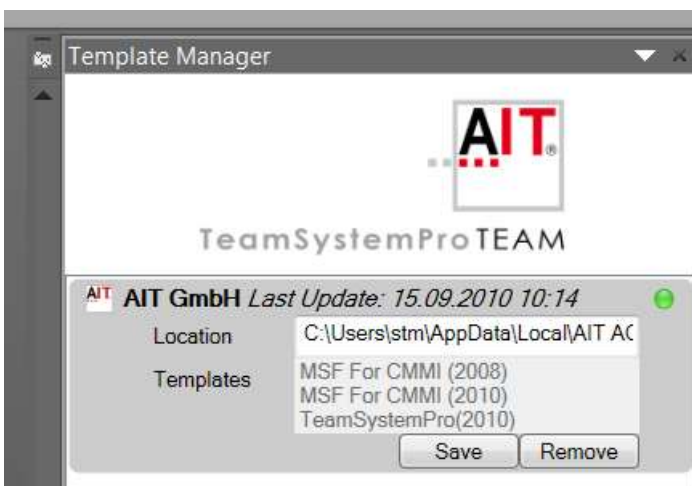 Template Manager
AIT®
TeamSystemProTEAM
AIT AIT GmbH Last Update: 15.09.2010 10:14
Location C:\Users\stm\AppData\Local\AIT AC
Templates MSF For CMMI (2008)
MSF For CMMI (2010)
TeamSystemPro(2010)
Save Remove